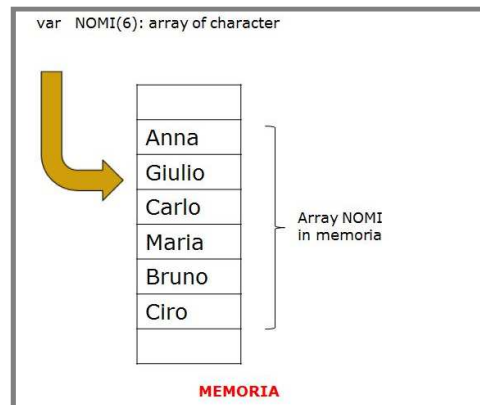 var NOMI(6): array of character
Anna
Giulio
Carlo
Maria
Bruno
Ciro
Array NOMI
in memoria
MEMORIA